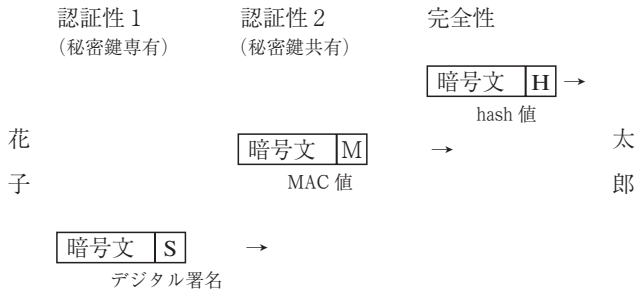 認証性 1 認証性 2 完全性
（秘密鍵専有） （秘密鍵共有）
暗号文 H →
hash 値
花子
太郎
暗号文 M →
MAC 値
暗号文 S →
デジタル署名